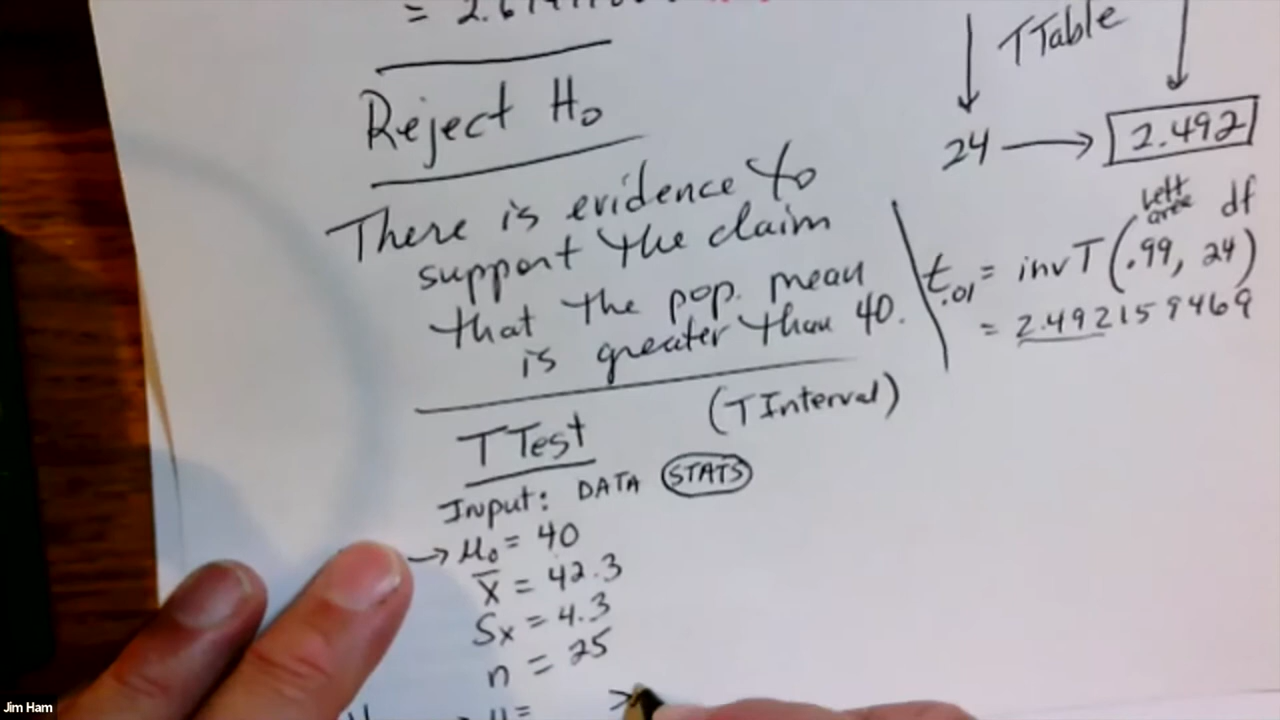 Reject H₀
There is evidence to
support the claim
that the pop. mean
is greater than 40.
TTable
24 → 2.492
left area df
t.01 = invT(.99, 24)
= 2.492159469
TTest (TInterval)
Input: DATA STATS
→ μ₀ = 40
x̄ = 42.3
Sx = 4.3
n = 25
μ: >
Jim Ham